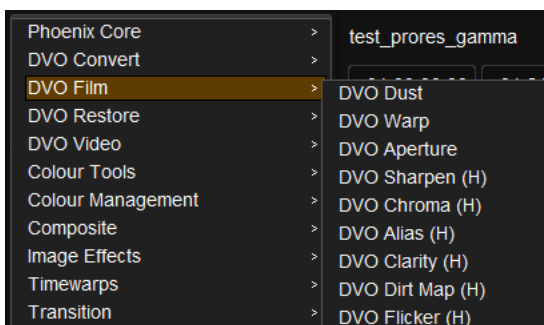 Phoenix Core
DVO Convert
DVO Film
DVO Restore
DVO Video
Colour Tools
Colour Management
Composite
Image Effects
Timewarps
Transition
test_prores_gamma
DVO Dust
DVO Warp
DVO Aperture
DVO Sharpen (H)
DVO Chroma (H)
DVO Alias (H)
DVO Clarity (H)
DVO Dirt Map (H)
DVO Flicker (H)